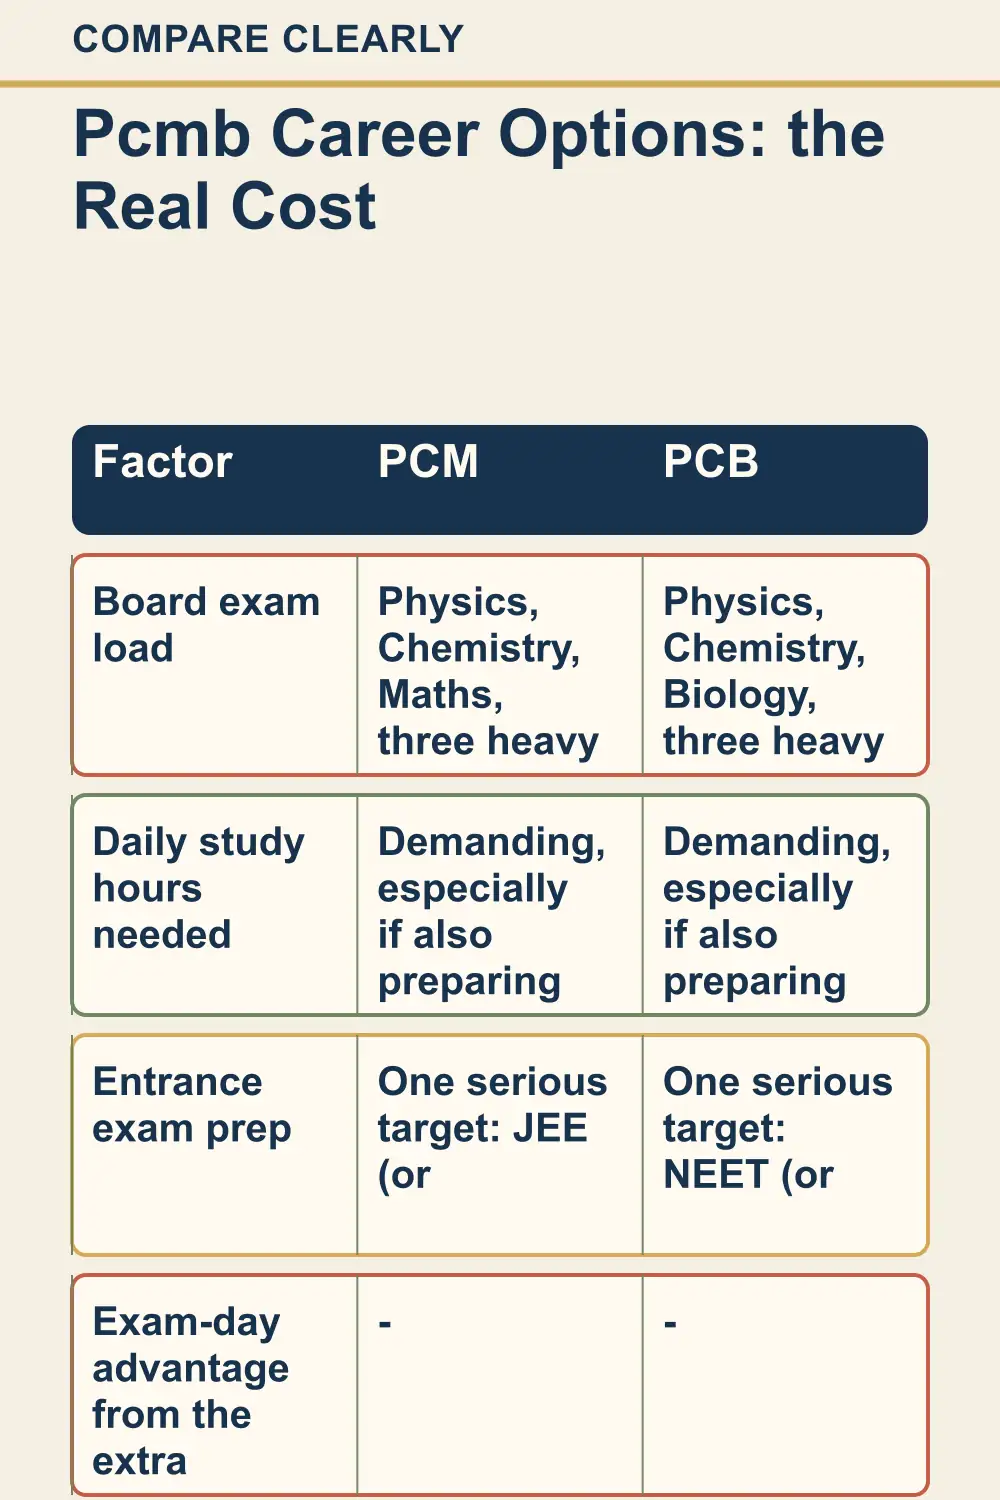 COMPARE CLEARLY
Pcmb Career Options: the
Real Cost
Factor
PCM
PCB
Board exam
load
Physics,
Chemistry,
Maths,
three heavy
Physics,
Chemistry,
Biology,
three heavy
Daily study
hours
needed
Demanding,
especially
if also
preparing
Demanding,
especially
if also
preparing
Entrance
exam prep
One serious
target: JEE
(or
One serious
target:
NEET (or
Exam-day
advantage
from the
extra
-
-